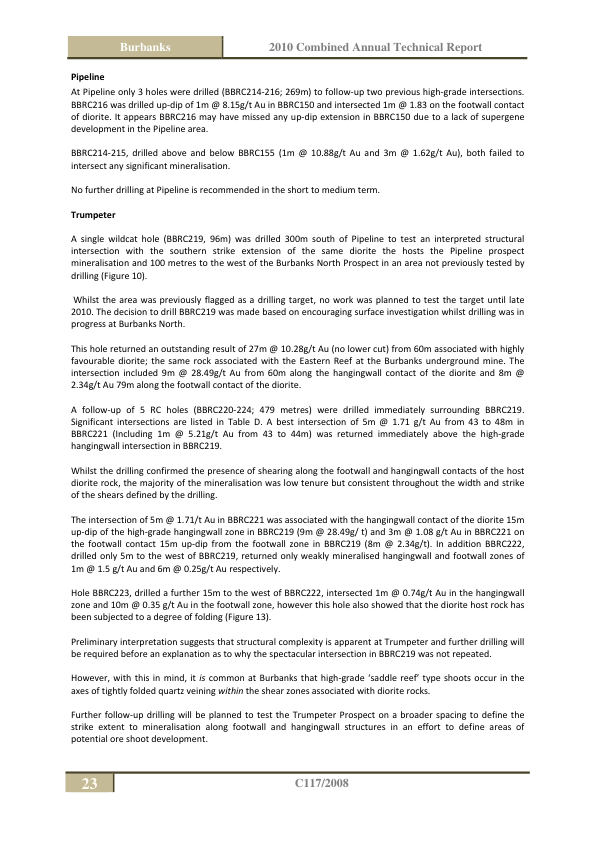 Burbanks
2010 Combined Annual Technical Report
Pipeline
At Pipeline only 3 holes were drilled (BBRC214-216; 269m) to follow-up two previous high-grade intersections.
BBRC216 was drilled up-dip of 1m @ 8.15g/t Au in BBRC150 and intersected 1m @ 1.83 on the footwall contact
of diorite. It appears BBRC216 may have missed any up-dip extension in BBRC150 due to a lack of supergene
development in the Pipeline area.
BBRC214-215, drilled above and below BBRC155 (1m @ 10.88g/t Au and 3m @ 1.62g/t Au), both failed to
intersect any significant mineralisation.
No further drilling at Pipeline is recommended in the short to medium term.
Trumpeter
A single wildcat hole (BBRC219, 96m) was drilled 300m south of Pipeline to test an interpreted structural
intersection with the southern strike extension of the same diorite the hosts the Pipeline prospect
mineralisation and 100 metres to the west of the Burbanks North Prospect in an area not previously tested by
drilling (Figure 10).
Whilst the area was previously flagged as a drilling target, no work was planned to test the target until late
2010. The decision to drill BBRC219 was made based on encouraging surface investigation whilst drilling was in
progress at Burbanks North.
This hole returned an outstanding result of 27m @ 10.28g/t Au (no lower cut) from 60m associated with highly
favourable diorite; the same rock associated with the Eastern Reef at the Burbanks underground mine. The
intersection included 9m @ 28.49g/t Au from 60m along the hangingwall contact of the diorite and 8m @
2.34g/t Au 79m along the footwall contact of the diorite.
A follow-up of 5 RC holes (BBRC220-224; 479 metres) were drilled immediately surrounding BBRC219.
Significant intersections are listed in Table D. A best intersection of 5m @ 1.71 g/t Au from 43 to 48m in
BBRC221 (Including 1m @ 5.21g/t Au from 43 to 44m) was returned immediately above the high-grade
hangingwall intersection in BBRC219.
Whilst the drilling confirmed the presence of shearing along the footwall and hangingwall contacts of the host
diorite rock, the majority of the mineralisation was low tenure but consistent throughout the width and strike
of the shears defined by the drilling.
The intersection of 5m @ 1.71/t Au in BBRC221 was associated with the hangingwall contact of the diorite 15m
up-dip of the high-grade hangingwall zone in BBRC219 (9m @ 28.49g/ t) and 3m @ 1.08 g/t Au in BBRC221 on
the footwall contact 15m up-dip from the footwall zone in BBRC219 (8m @ 2.34g/t). In addition BBRC222,
drilled only 5m to the west of BBRC219, returned only weakly mineralised hangingwall and footwall zones of
1m @ 1.5 g/t Au and 6m @ 0.25g/t Au respectively.
Hole BBRC223, drilled a further 15m to the west of BBRC222, intersected 1m @ 0.74g/t Au in the hangingwall
zone and 10m @ 0.35 g/t Au in the footwall zone, however this hole also showed that the diorite host rock has
been subjected to a degree of folding (Figure 13).
Preliminary interpretation suggests that structural complexity is apparent at Trumpeter and further drilling will
be required before an explanation as to why the spectacular intersection in BBRC219 was not repeated.
However, with this in mind, it is common at Burbanks that high-grade ‘saddle reef’ type shoots occur in the
axes of tightly folded quartz veining within the shear zones associated with diorite rocks.
Further follow-up drilling will be planned to test the Trumpeter Prospect on a broader spacing to define the
strike extent to mineralisation along footwall and hangingwall structures in an effort to define areas of
potential ore shoot development.
23
C117/2008